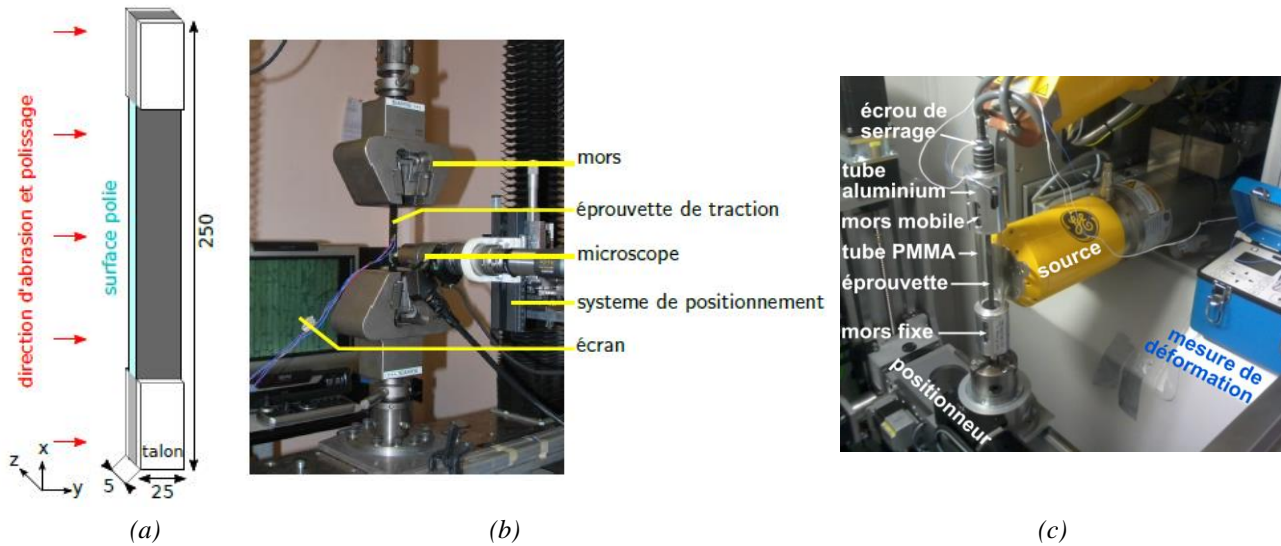 direction d'abrasion et polissage
surface polie
250
talon
x
z
y
5
25
(a)
mors
éprouvette de traction
microscope
systeme de positionnement
écran
(b)
écrou de
serrage
tube
aluminium
mors mobile
tube PMMA
éprouvette
mors fixe
source
positionneur
mesure de
déformation
(c)